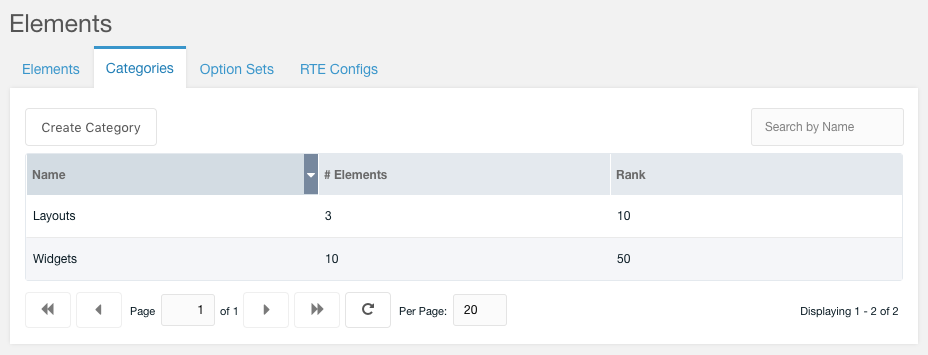 Elements
Elements Categories Option Sets RTE Configs
Create Category Search by Name
Name # Elements Rank
Layouts 3 10
Widgets 10 50
Page 1 of 1 Per Page: 20 Displaying 1 - 2 of 2